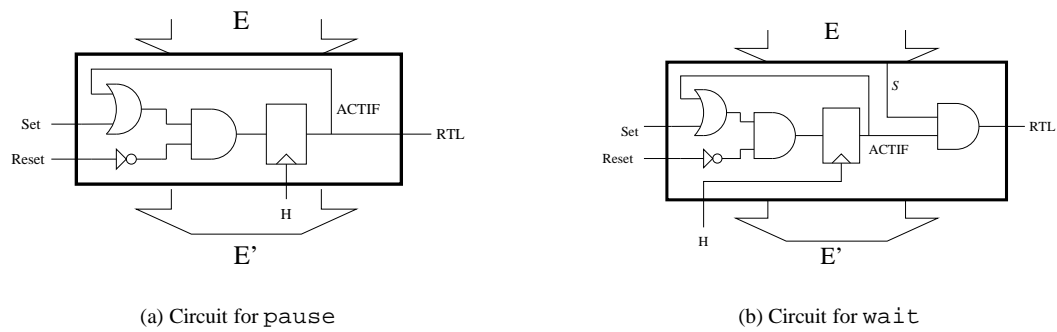 E
Set
Reset
ACTIF
RTL
H
E'
(a) Circuit for pause
E
S
Set
Reset
ACTIF
RTL
H
E'
(b) Circuit for wait